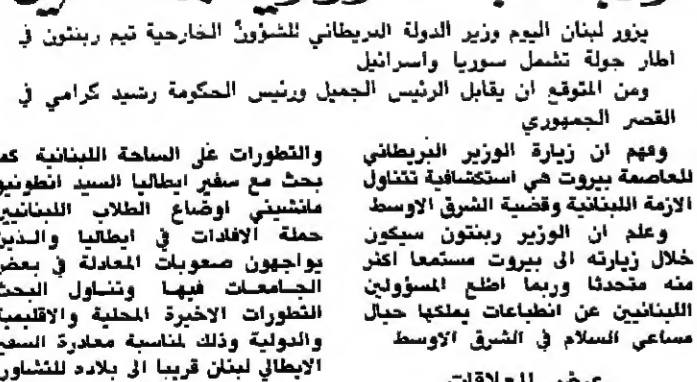 يزور لبنان اليوم وزير الدولة البريطاني للشؤون الخارجية تيم رينتون في
اطار جولة تشمل سوريا واسرائيل
ومن المتوقع ان يقابل الرئيس الجميل ورئيس الحكومة رشيد كرامي في
القصر الجمهوري
وفهم ان زيارة الوزير البريطاني
للعاصمة بيروت هي استكشافية تتناول
الازمة اللبنانية وقضية الشرق الاوسط
وعلم ان الوزير رينتون سيكون
خلال زيارته الى بيروت مستمعا اكثر
منه متحدثا وربما اطلع المسؤولين
اللبنانيين عن انطباعات يملكها حيال
مساعي السلام في الشرق الاوسط
عرض العلاقات
والتطورات على الساحة اللبنانية كما
بحث مع سفير ايطاليا السيد انطونيو
مانشيني اوضاع الطلاب اللبنانيين
حملة الافادات في ايطاليا والذين
يواجهون صعوبات المعادلة في بعض
الجامعات فيها وتناول البحث
التطورات الاخيرة المحلية والاقليمية
والدولية وذلك لمناسبة مغادرة السفير
الايطالي لبنان قريبا الى بلاده للتشاور